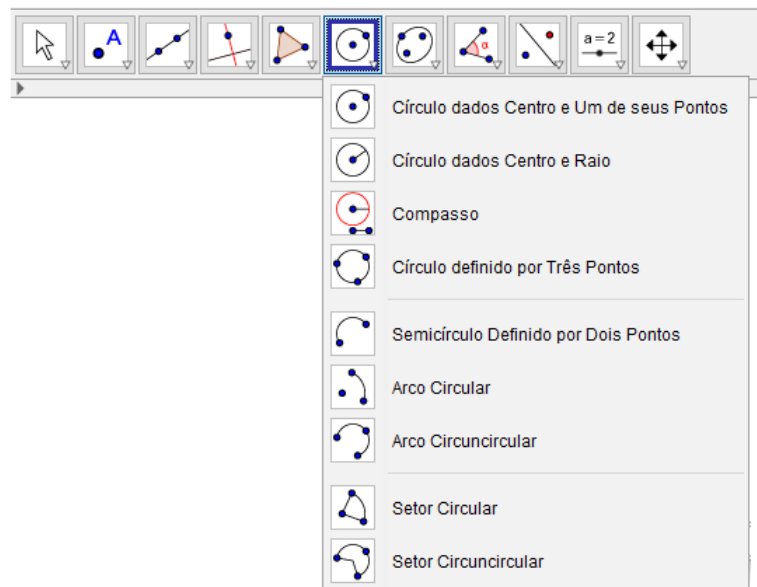 A
α
a=2
Círculo dados Centro e Um de seus Pontos
Círculo dados Centro e Raio
Compasso
Círculo definido por Três Pontos
Semicírculo Definido por Dois Pontos
Arco Circular
Arco Circuncircular
Setor Circular
Setor Circuncircular